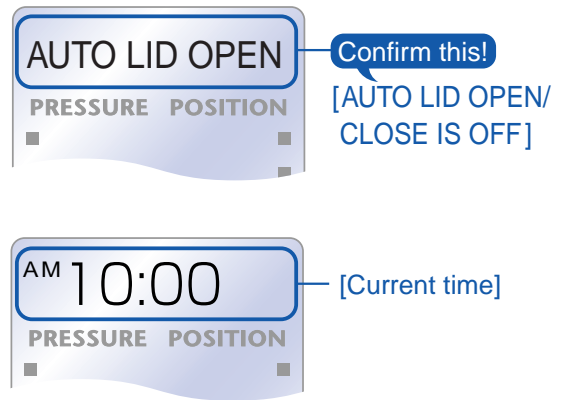 AUTO LID OPEN
Confirm this!
[AUTO LID OPEN/
CLOSE IS OFF]
PRESSURE POSITION
AM 10:00
[Current time]
PRESSURE POSITION